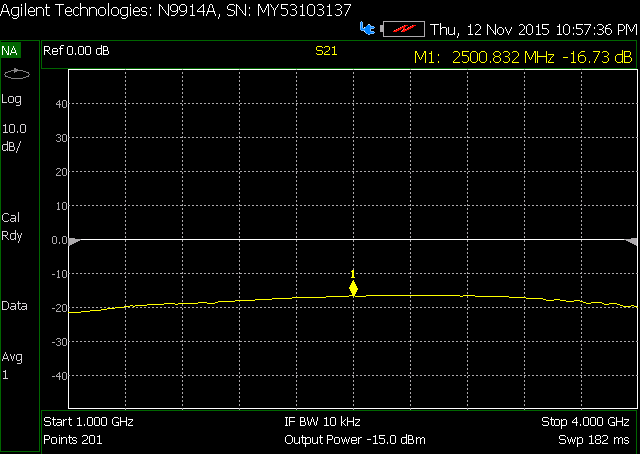 Agilent Technologies: N9914A, SN: MY53103137
Thu, 12 Nov 2015 10:57:36 PM
NA
Ref 0.00 dB
S21
M1: 2500.832 MHz -16.73 dB
Log
10.0
dB/
Cal
Rdy
Data
Avg
1
40
30
20
10
0.0
-10
-20
-30
-40
1
Start 1.000 GHz
IF BW 10 kHz
Stop 4.000 GHz
Points 201
Output Power -15.0 dBm
Swp 182 ms